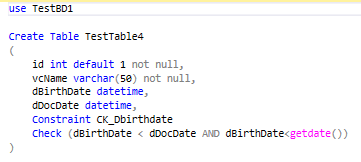 use TestBD1
Create Table TestTable4
(
id int default 1 not null,
vcName varchar(50) not null,
dBirthDate datetime,
dDocDate datetime,
Constraint CK_Dbirthdate
Check (dBirthDate < dDocDate AND dBirthDate<getdate())
)